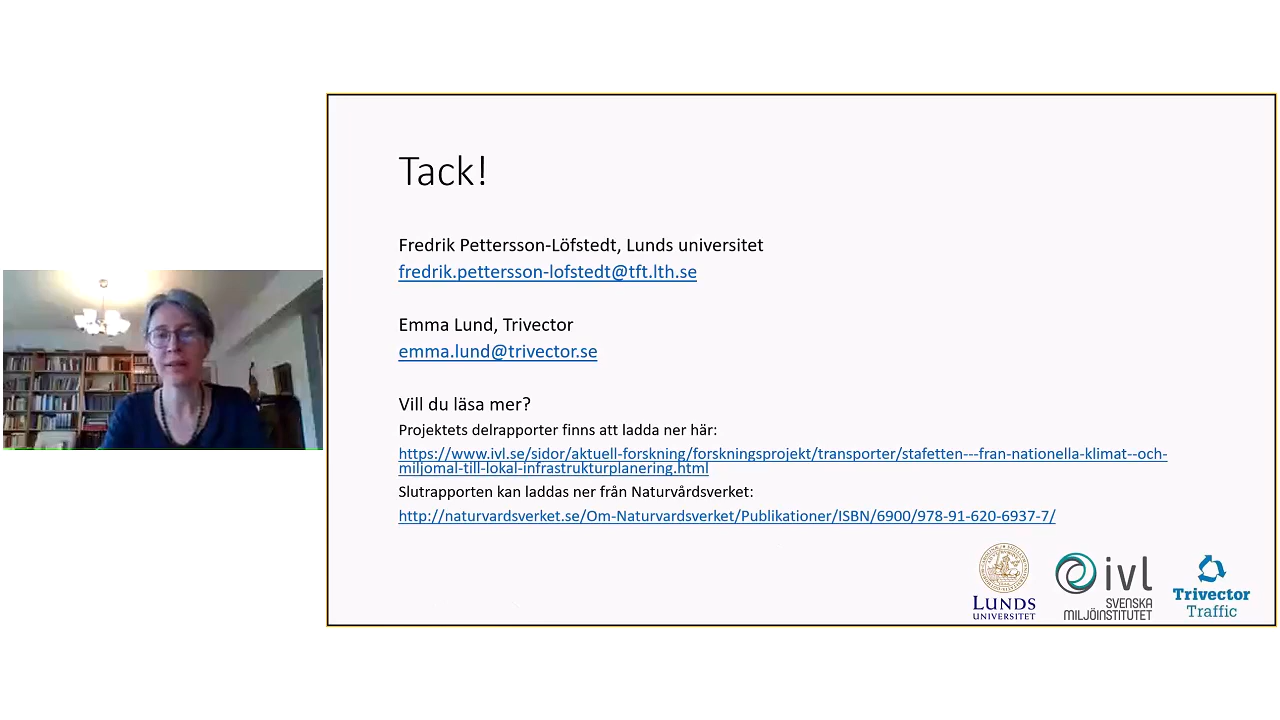 Tack!
Fredrik Pettersson-Löfstedt, Lunds universitet
fredrik.pettersson-lofstedt@tft.lth.se
Emma Lund, Trivector
emma.lund@trivector.se
Vill du läsa mer?
Projektets delrapporter finns att ladda ner här:
https://www.ivl.se/sidor/aktuell-forskning/forskningsprojekt/transporter/stafetten---fran-nationella-klimat--och-
miljomal-till-lokal-infrastrukturplanering.html
Slutrapporten kan laddas ner från Naturvårdsverket:
http://naturvardsverket.se/Om-Naturvardsverket/Publikationer/ISBN/6900/978-91-620-6937-7/
LUNDS
UNIVERSITET
ivl
SVENSKA
MILJÖINSTITUTET
Trivector
Traffic